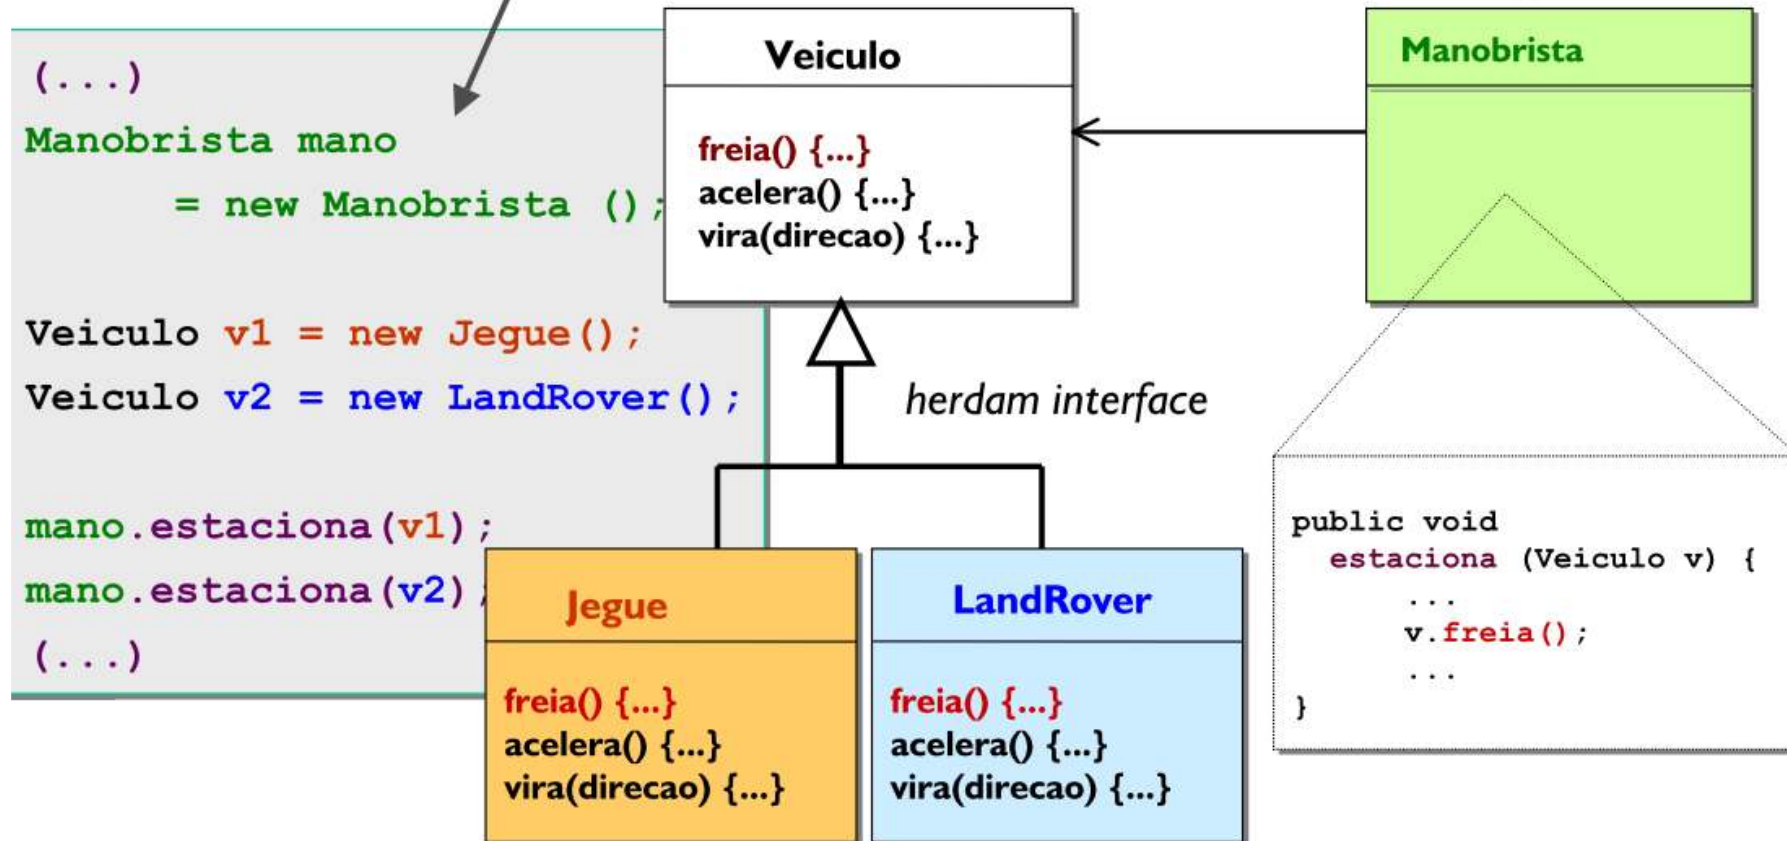 (...)
Manobrista mano
= new Manobrista ();
Veiculo v1 = new Jegue();
Veiculo v2 = new LandRover();
mano.estaciona(v1);
mano.estaciona(v2);
(...)
Veiculo
freia() {...}
acelera() {...}
vira(direcao) {...}
Manobrista
herdam interface
Jegue
freia() {...}
acelera() {...}
vira(direcao) {...}
LandRover
freia() {...}
acelera() {...}
vira(direcao) {...}
public void
estaciona (Veiculo v) {
...
v.freia();
...
}